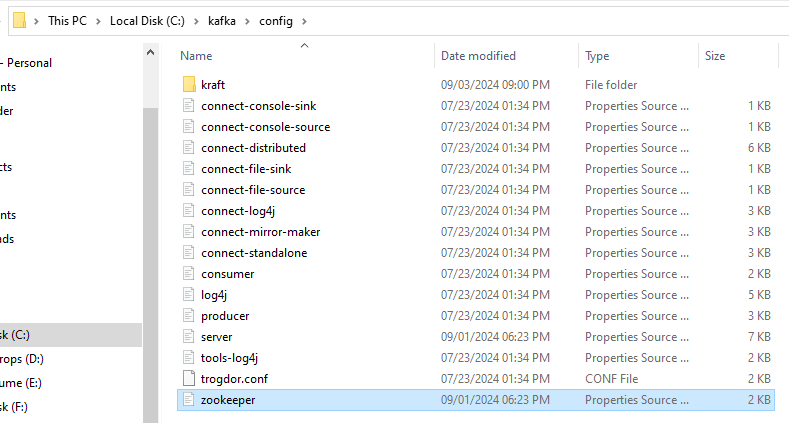 This PC > Local Disk (C:) > kafka > config >
Name Date modified Type Size
- Personal
kraft 09/03/2024 09:00 PM File folder
ents
connect-console-sink 07/23/2024 01:34 PM Properties Source ... 1 KB
der
connect-console-source 07/23/2024 01:34 PM Properties Source ... 1 KB
connect-distributed 07/23/2024 01:34 PM Properties Source ... 6 KB
cts
connect-file-sink 07/23/2024 01:34 PM Properties Source ... 1 KB
connect-file-source 07/23/2024 01:34 PM Properties Source ... 1 KB
ents
connect-log4j 07/23/2024 01:34 PM Properties Source ... 3 KB
ads
connect-mirror-maker 07/23/2024 01:34 PM Properties Source ... 3 KB
connect-standalone 07/23/2024 01:34 PM Properties Source ... 3 KB
consumer 07/23/2024 01:34 PM Properties Source ... 2 KB
log4j 07/23/2024 01:34 PM Properties Source ... 5 KB
producer 07/23/2024 01:34 PM Properties Source ... 3 KB
sk (C:)
server 09/01/2024 06:23 PM Properties Source ... 7 KB
rops (D:)
tools-log4j 07/23/2024 01:34 PM Properties Source ... 2 KB
ume (E:)
trogdor.conf 07/23/2024 01:34 PM CONF File 2 KB
sk (F:)
zookeeper 09/01/2024 06:23 PM Properties Source ... 2 KB